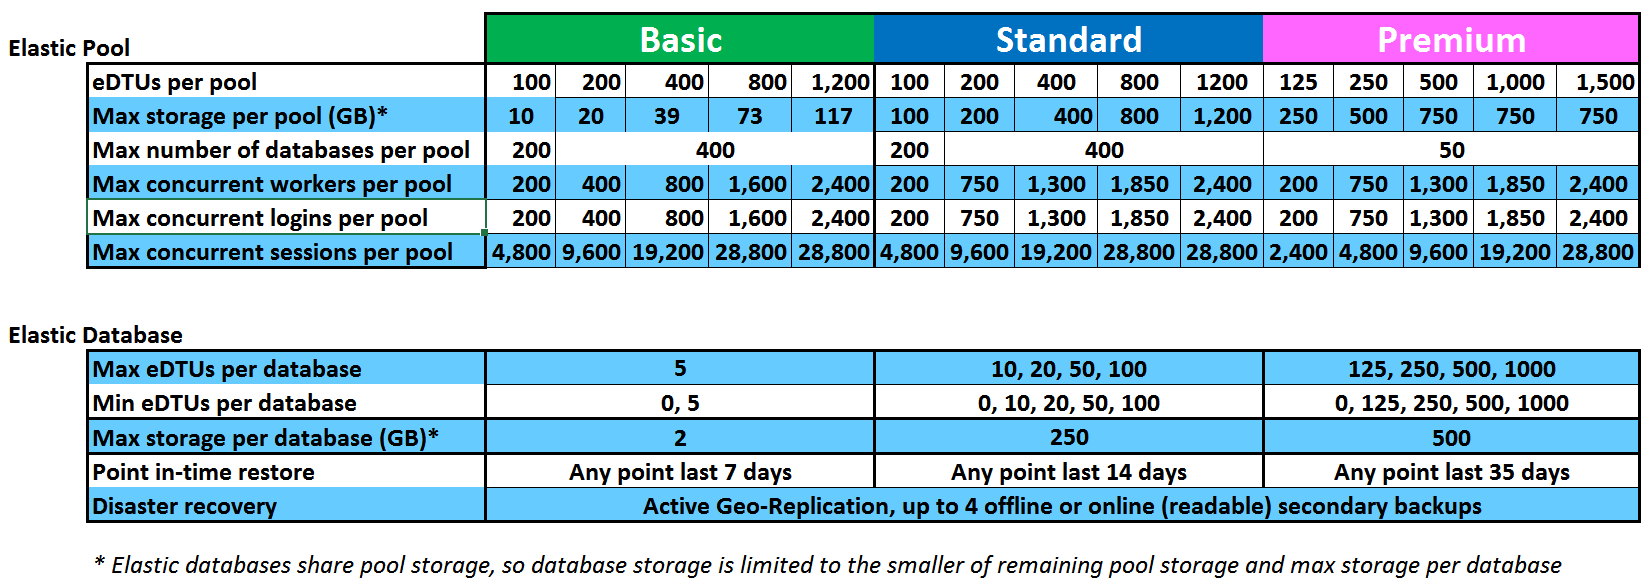 Basic Standard Premium
Elastic Pool
eDTUs per pool 100 200 400 800 1,200 100 200 400 800 1200 125 250 500 1,000 1,500
Max storage per pool (GB)* 10 20 39 73 117 100 200 400 800 1,200 250 500 750 750 750
Max number of databases per pool 200 400 200 400 50
Max concurrent workers per pool 200 400 800 1,600 2,400 200 750 1,300 1,850 2,400 200 750 1,300 1,850 2,400
Max concurrent logins per pool 200 400 800 1,600 2,400 200 750 1,300 1,850 2,400 200 750 1,300 1,850 2,400
Max concurrent sessions per pool 4,800 9,600 19,200 28,800 28,800 4,800 9,600 19,200 28,800 28,800 2,400 4,800 9,600 19,200 28,800
Elastic Database
Max eDTUs per database 5 10, 20, 50, 100 125, 250, 500, 1000
Min eDTUs per database 0, 5 0, 10, 20, 50, 100 0, 125, 250, 500, 1000
Max storage per database (GB)* 2 250 500
Point in-time restore Any point last 7 days Any point last 14 days Any point last 35 days
Disaster recovery Active Geo-Replication, up to 4 offline or online (readable) secondary backups
* Elastic databases share pool storage, so database storage is limited to the smaller of remaining pool storage and max storage per database